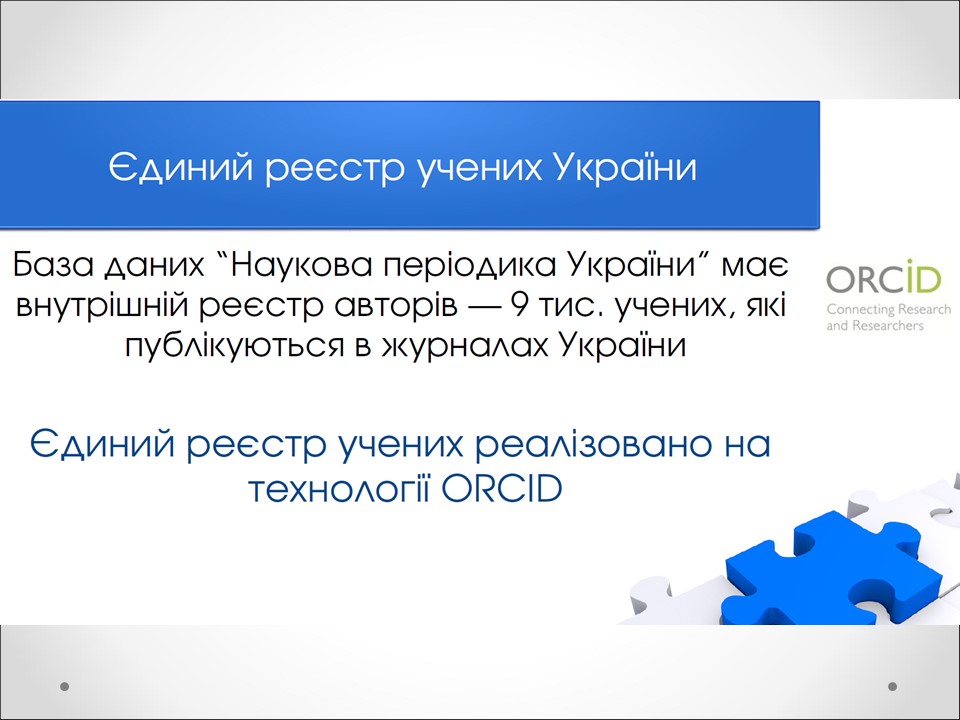 Єдиний реєстр учених України
База даних “Наукова періодика України” має
внутрішній реєстр авторів — 9 тис. учених, які
публікуються в журналах України
ORCID
Connecting Research
and Researchers
Єдиний реєстр учених реалізовано на
технології ORCID